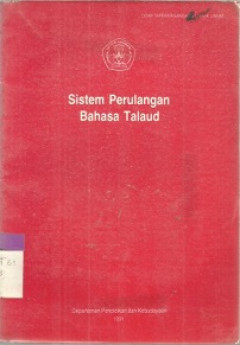 Sistem Perulangan
Bahasa Talaud
Departemen Pendidikan dan Kebudayaan